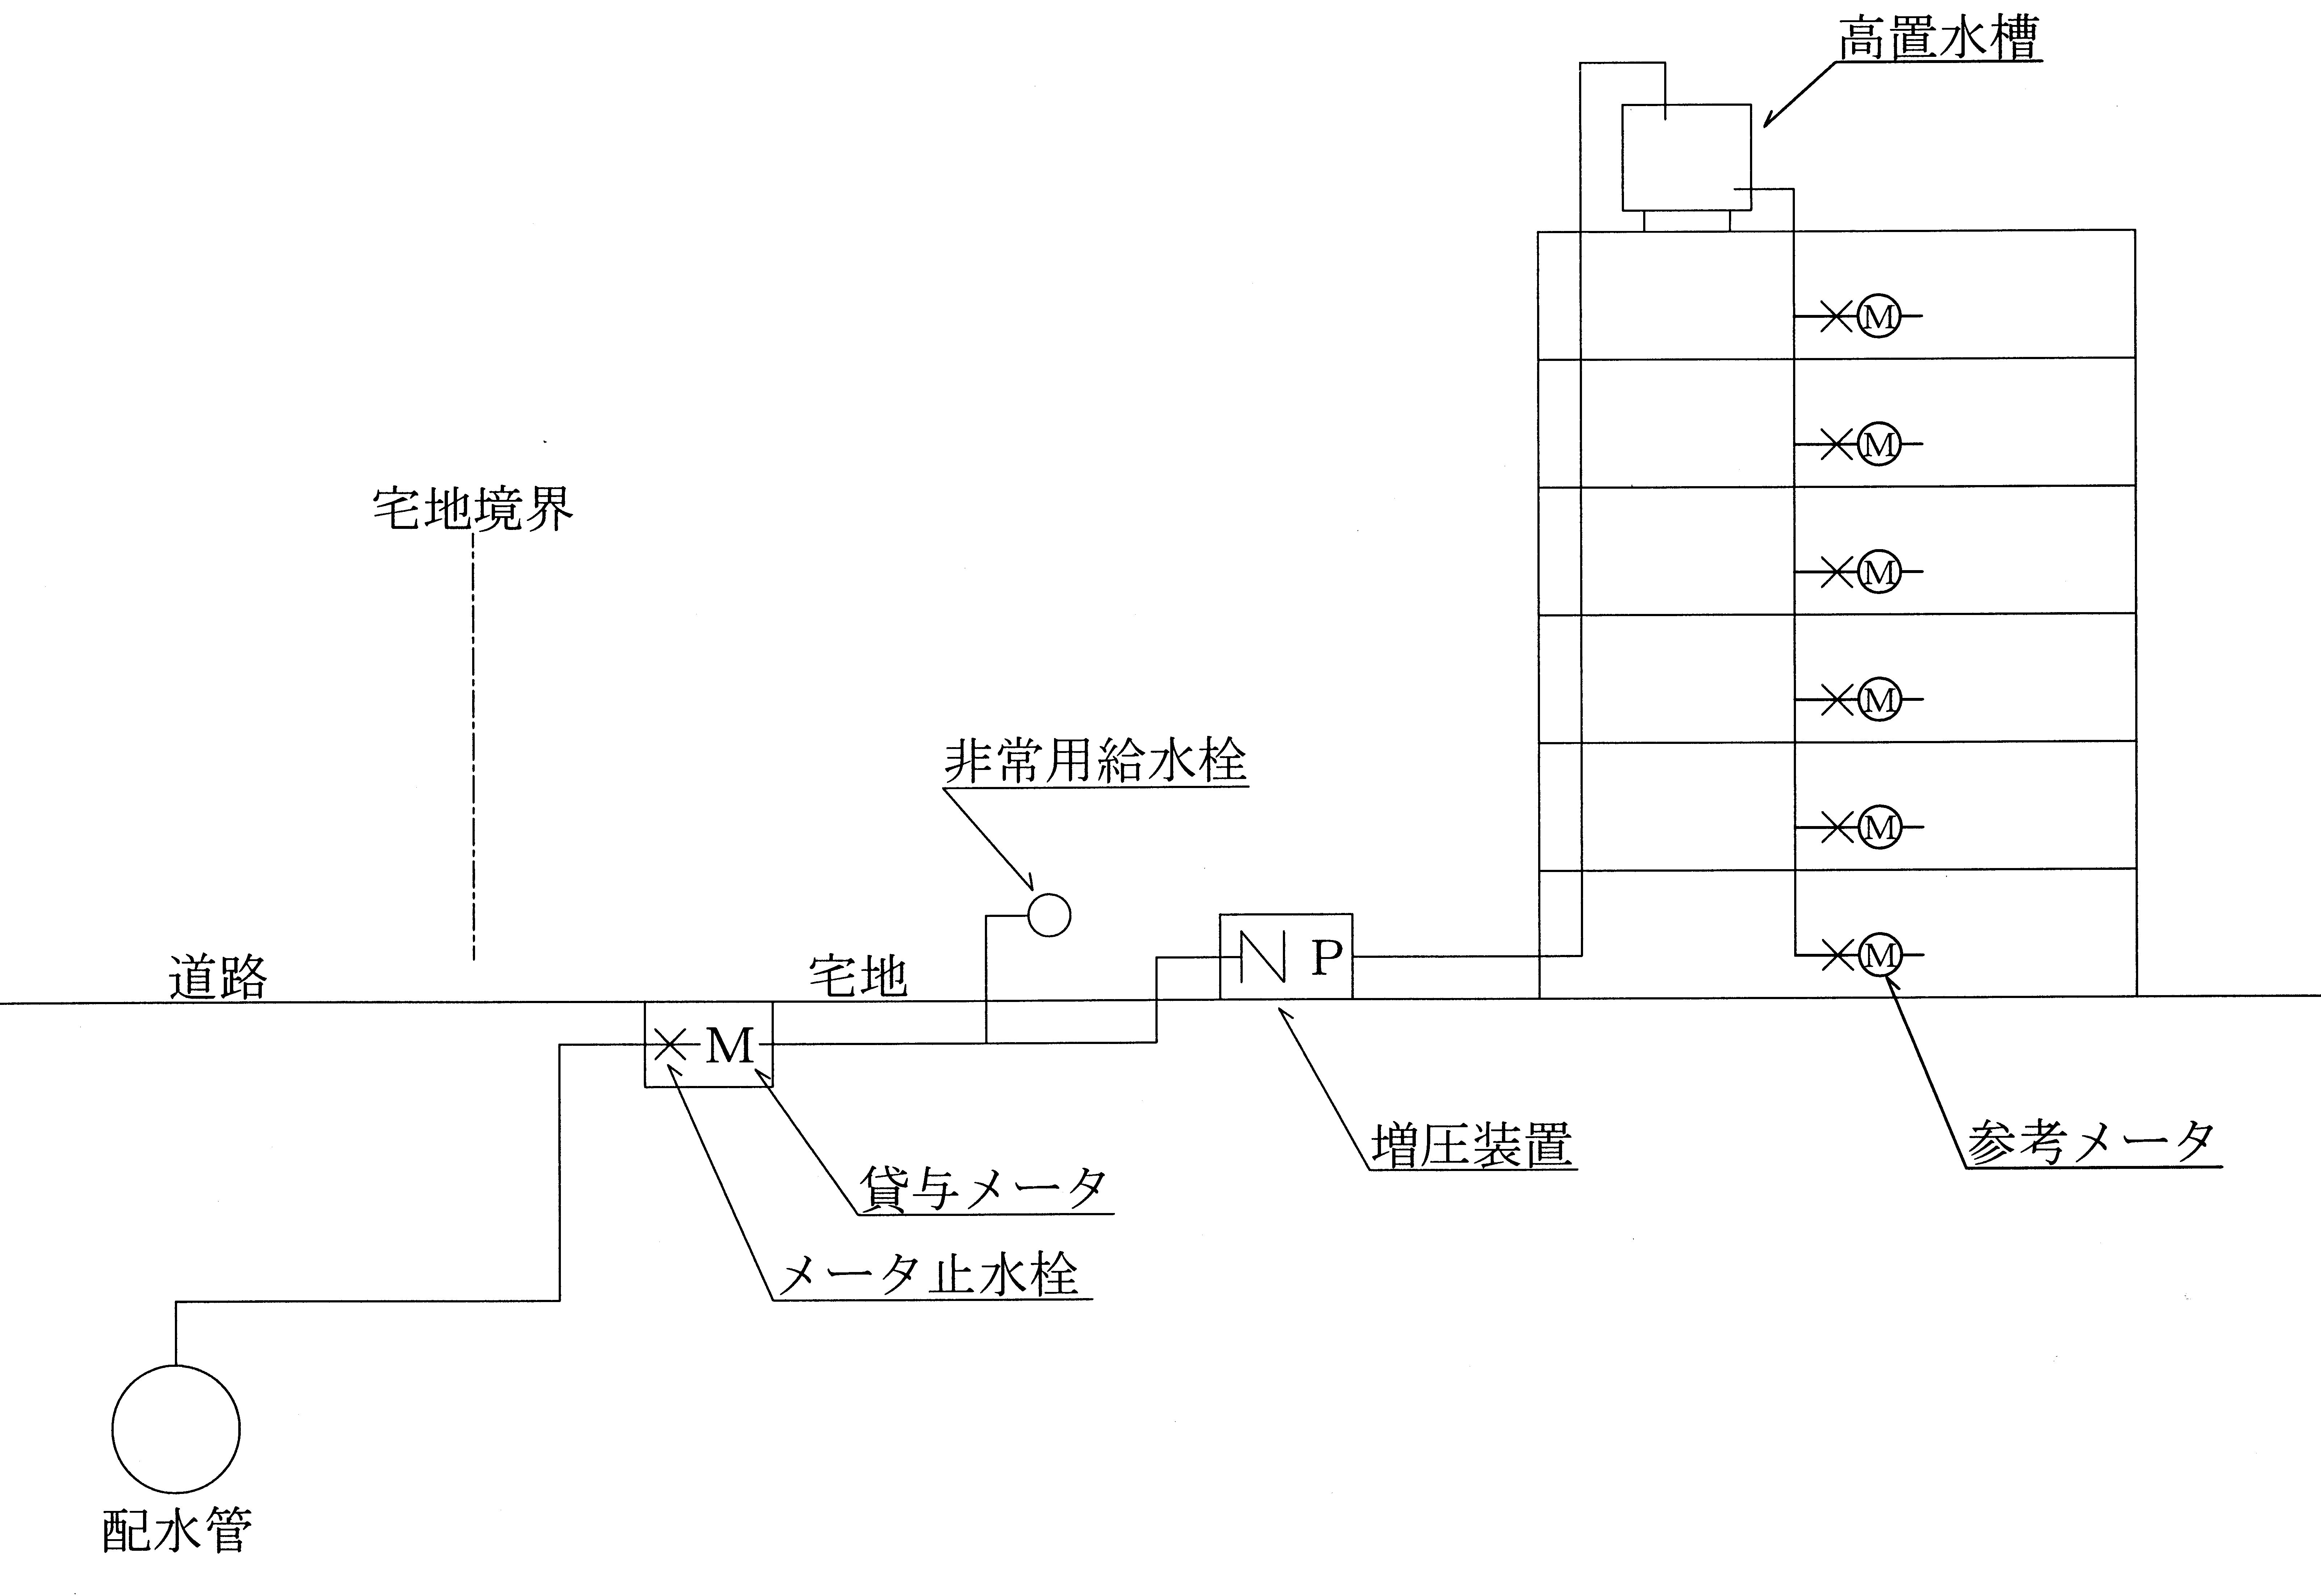 高置水槽
M
M
宅地境界
M
M
非常用給水栓
M
道路
宅地
N P
M
M
増圧装置
参考メータ
貸与メータ
メータ止水栓
配水管